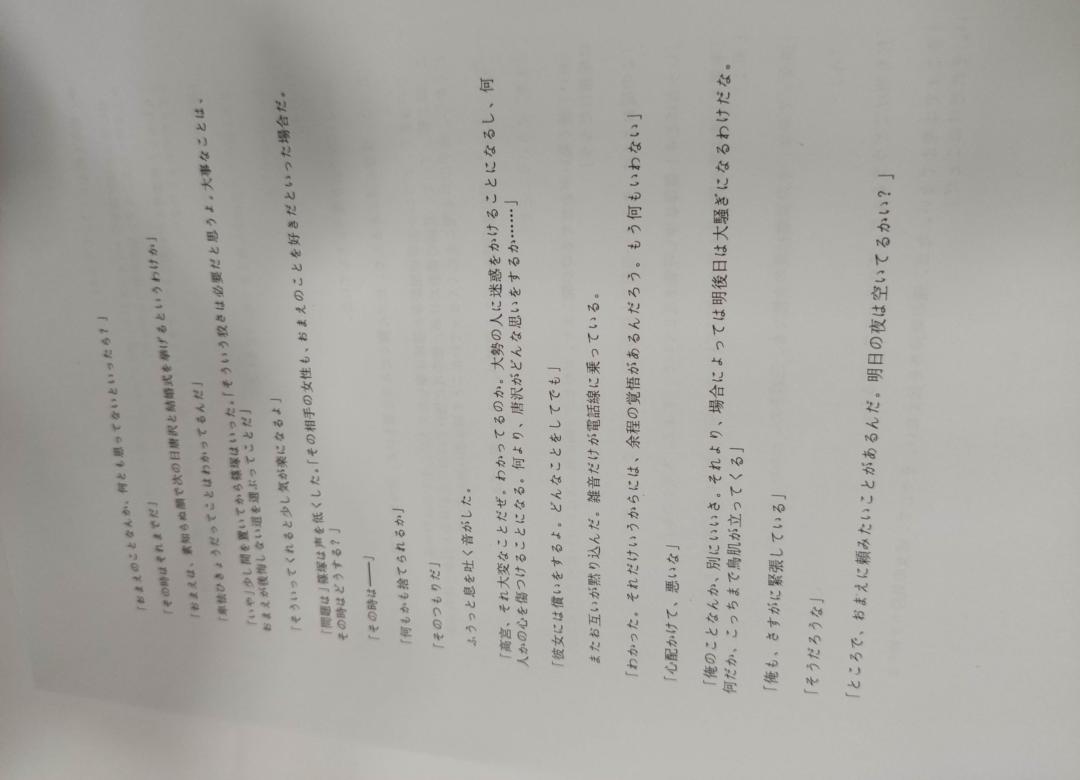 「おまえのことなんか、何とも思ってないといったら？」
「その時はそれまでだ」
「おまえは、素知らぬ顔で次の日唐沢と結婚式を挙げるというわけか」
「卑怯ひきょうだってことはわかってるんだ」
「いや」少し間を置いてから篠塚はいった。「そういう狡さは必要だと思うよ。大事なことは、
おまえが後悔しない道を選ぶってことだ」
「そういってくれると少し気が楽になるよ」
「問題は」篠塚は声を低くした。「その相手の女性も、おまえのことを好きだといった場合だ。
その時はどうする？」
「その時は――」
「何もかも捨てられるか」
「そのつもりだ」
ふうっと息を吐く音がした。
「高宮、それ大変なことだぜ。わかってるのか。大勢の人に迷惑をかけることになるし、何
人かの心を傷つけることになる。何より、唐沢がどんな思いをするか……」
「彼女には償いをするよ。どんなことをしてでも」
またお互いが黙り込んだ。雑音だけが電話線に乗っている。
「わかった。それだけいうからには、余程の覚悟があるんだろう。もう何もいわない」
「心配かけて、悪いな」
「俺のことなんか、別にいいさ。それより、場合によっては明後日は大騒ぎになるわけだな。
何だか、こっちまで鳥肌が立ってくる」
「俺も、さすがに緊張している」
「そうだろうな」
「ところで、おまえに頼みたいことがあるんだ。明日の夜は空いてるかい？」